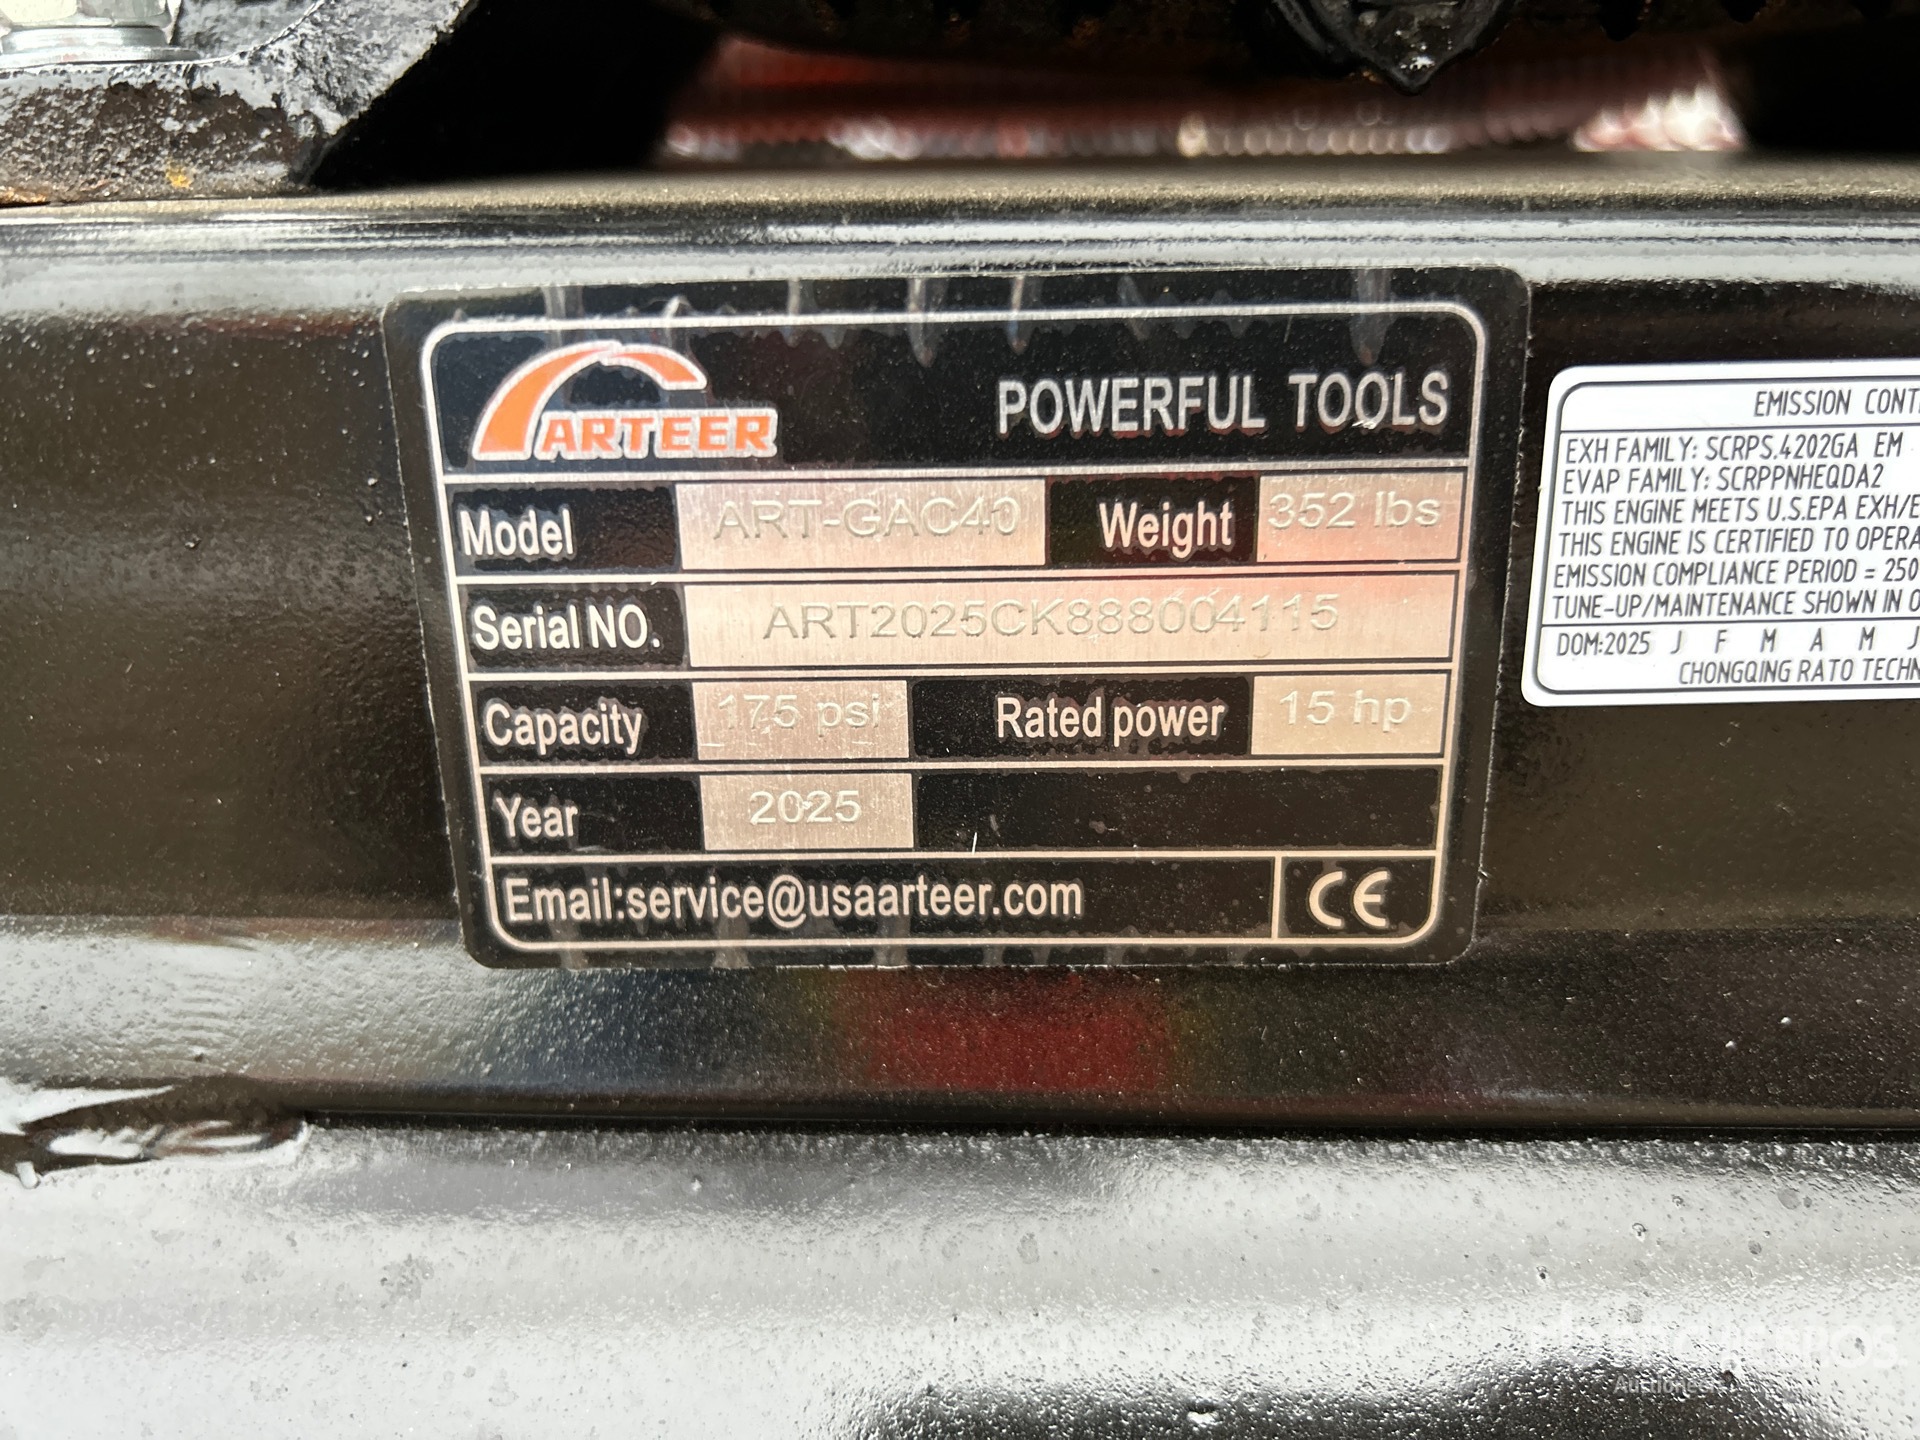 ARTEER
POWERFUL TOOLS
Model ART-GAC40 Weight 352 lbs
Serial NO. ART2025CK888004115
Capacity 175 psi Rated power 15 hp
Year 2025
Email:service@usaarteer.com CE
EMISSION CONT
EXH FAMILY: SCRPS.4202GA EM
EVAP FAMILY: SCRPPNHEQDA2
THIS ENGINE MEETS U.S.EPA EXH/E
THIS ENGINE IS CERTIFIED TO OPERA
EMISSION COMPLIANCE PERIOD = 250
TUNE-UP/MAINTENANCE SHOWN IN O
DOM:2025 J F M A M J
CHONGQING RATO TECHN
Auctioneers